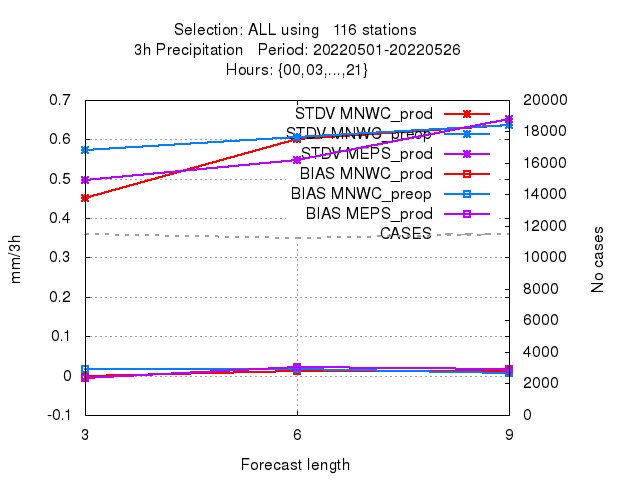 Selection: ALL using 116 stations
3h Precipitation Period: 20220501-20220526
Hours: {00,03,...,21}
0.7
0.6
0.5
0.4
0.3
0.2
0.1
0
-0.1
mm/3h
STDV MNWC_prod
STDV MNWC_preop
STDV MEPS_prod
BIAS MNWC_prod
BIAS MNWC_preop
BIAS MEPS_prod
CASES
20000
18000
16000
14000
12000
10000
8000
6000
4000
2000
0
No cases
3 6 9
Forecast length